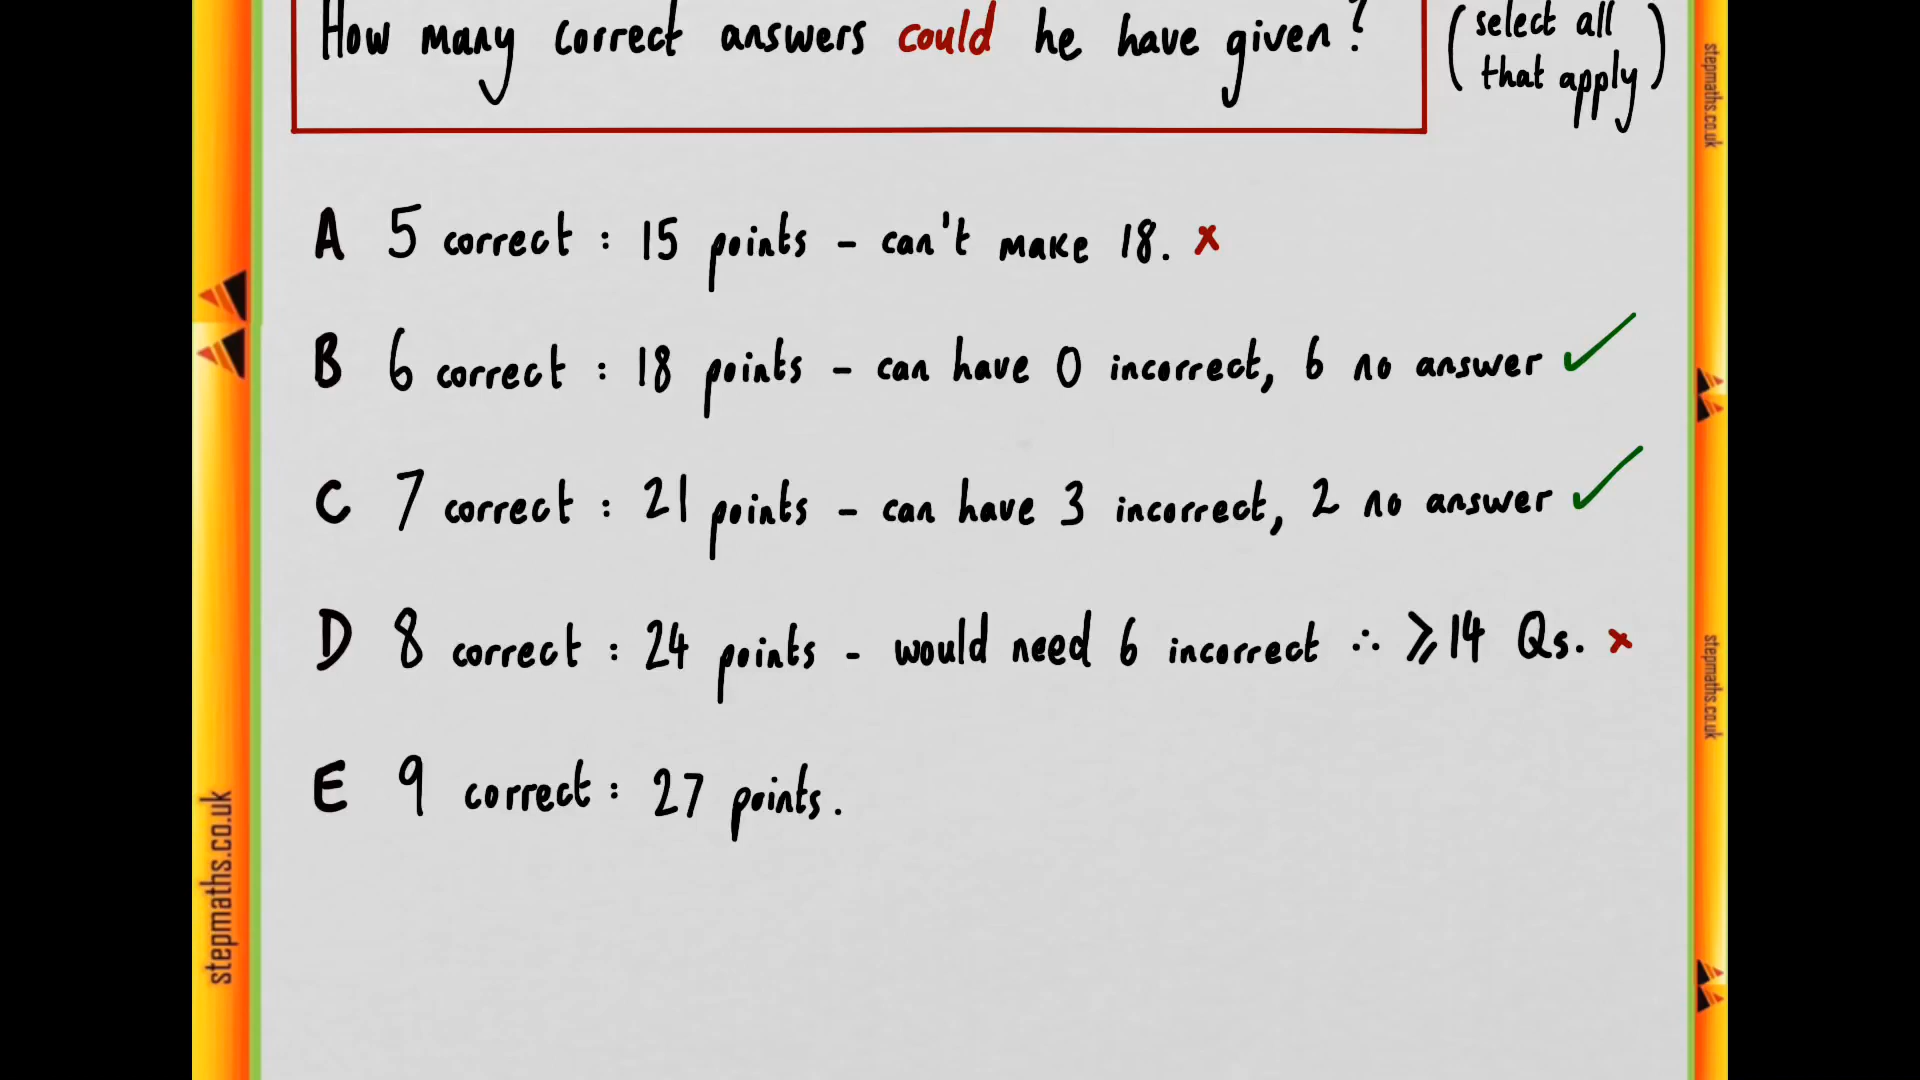 How many correct answers could he have given?
(select all
that apply)
A 5 correct : 15 points - can't make 18. x
B 6 correct : 18 points - can have 0 incorrect, 6 no answer ✓
C 7 correct : 21 points - can have 3 incorrect, 2 no answer ✓
D 8 correct : 24 points - would need 6 incorrect ∴ ⩾14 Qs. x
E 9 correct : 27 points.
stepmaths.co.uk
stepmaths.co.uk
stepmaths.co.uk